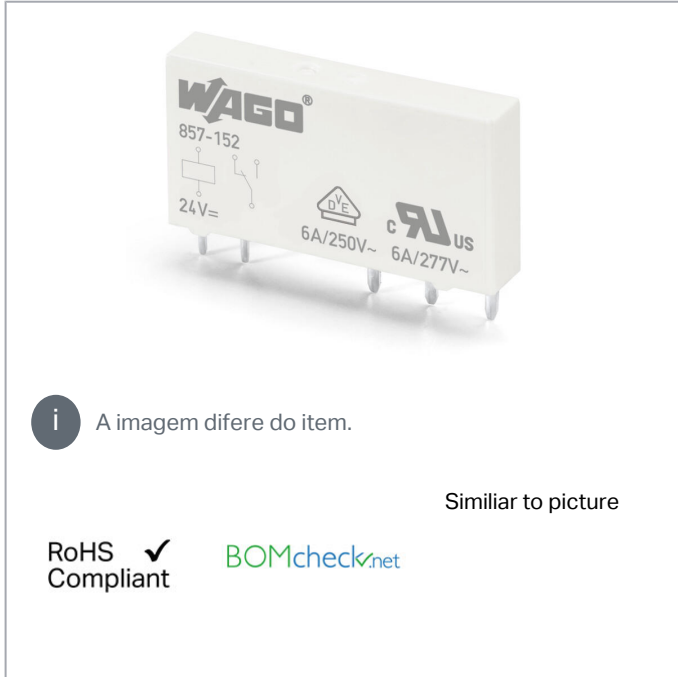 WAGO®
857-152
24V=
DVE
6A/250V~
c RU US
6A/277V~
i
A imagem difere do item.
Similiar to picture
RoHS ✓
Compliant
BOMcheck.net